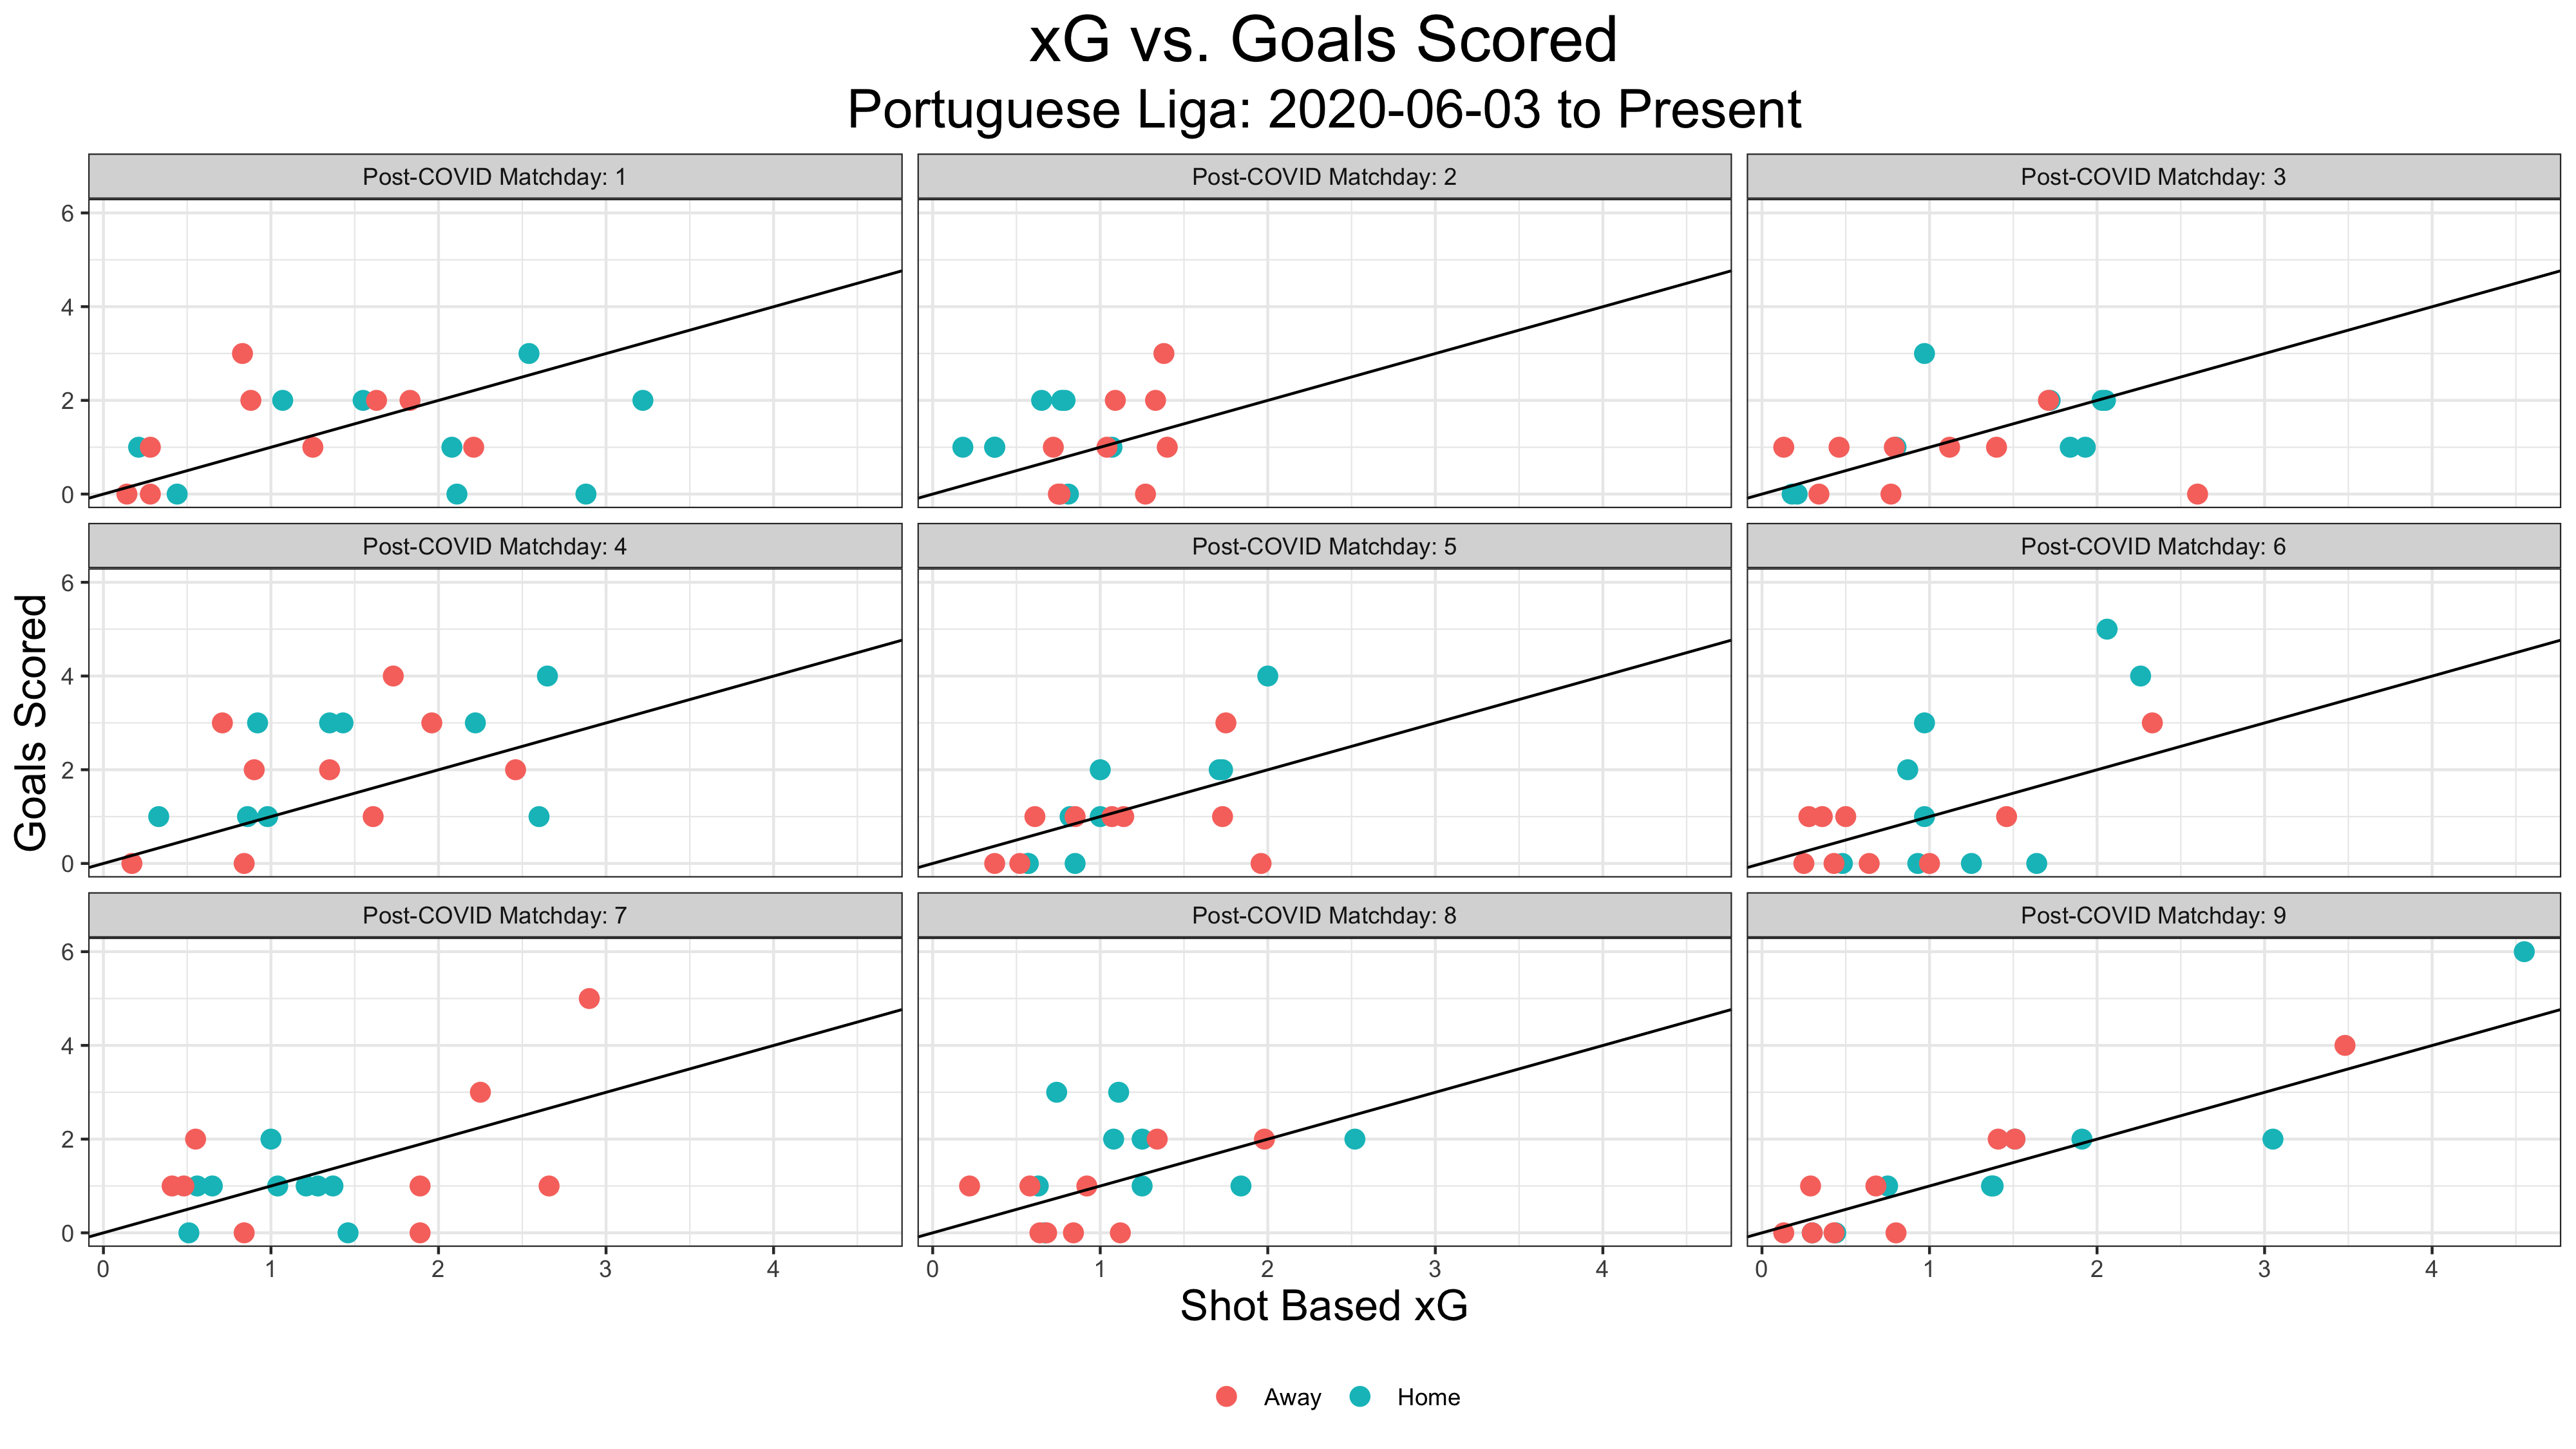 xG vs. Goals Scored
Portuguese Liga: 2020-06-03 to Present
Post-COVID Matchday: 1
Post-COVID Matchday: 2
Post-COVID Matchday: 3
6
4
2
0
Post-COVID Matchday: 4
Post-COVID Matchday: 5
Post-COVID Matchday: 6
6
4
2
0
Goals Scored
Post-COVID Matchday: 7
Post-COVID Matchday: 8
Post-COVID Matchday: 9
6
4
2
0
0 1 2 3 4
0 1 2 3 4
0 1 2 3 4
Shot Based xG
Away Home